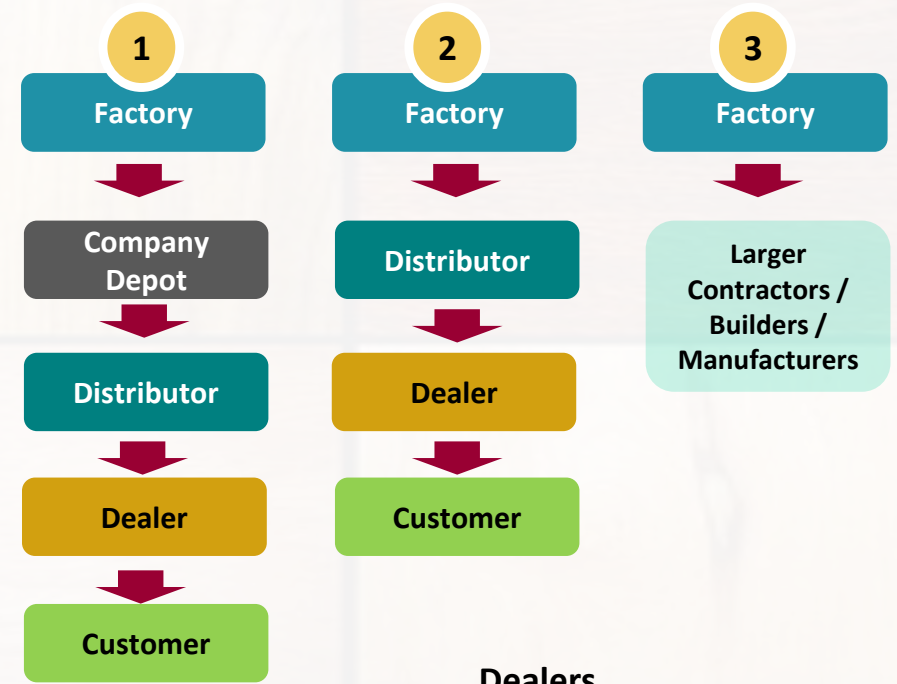 1
Factory
Company
Depot
Distributor
Dealer
Customer
2
Factory
Distributor
Dealer
Customer
3
Factory
Larger
Contractors /
Builders /
Manufacturers
Dealers